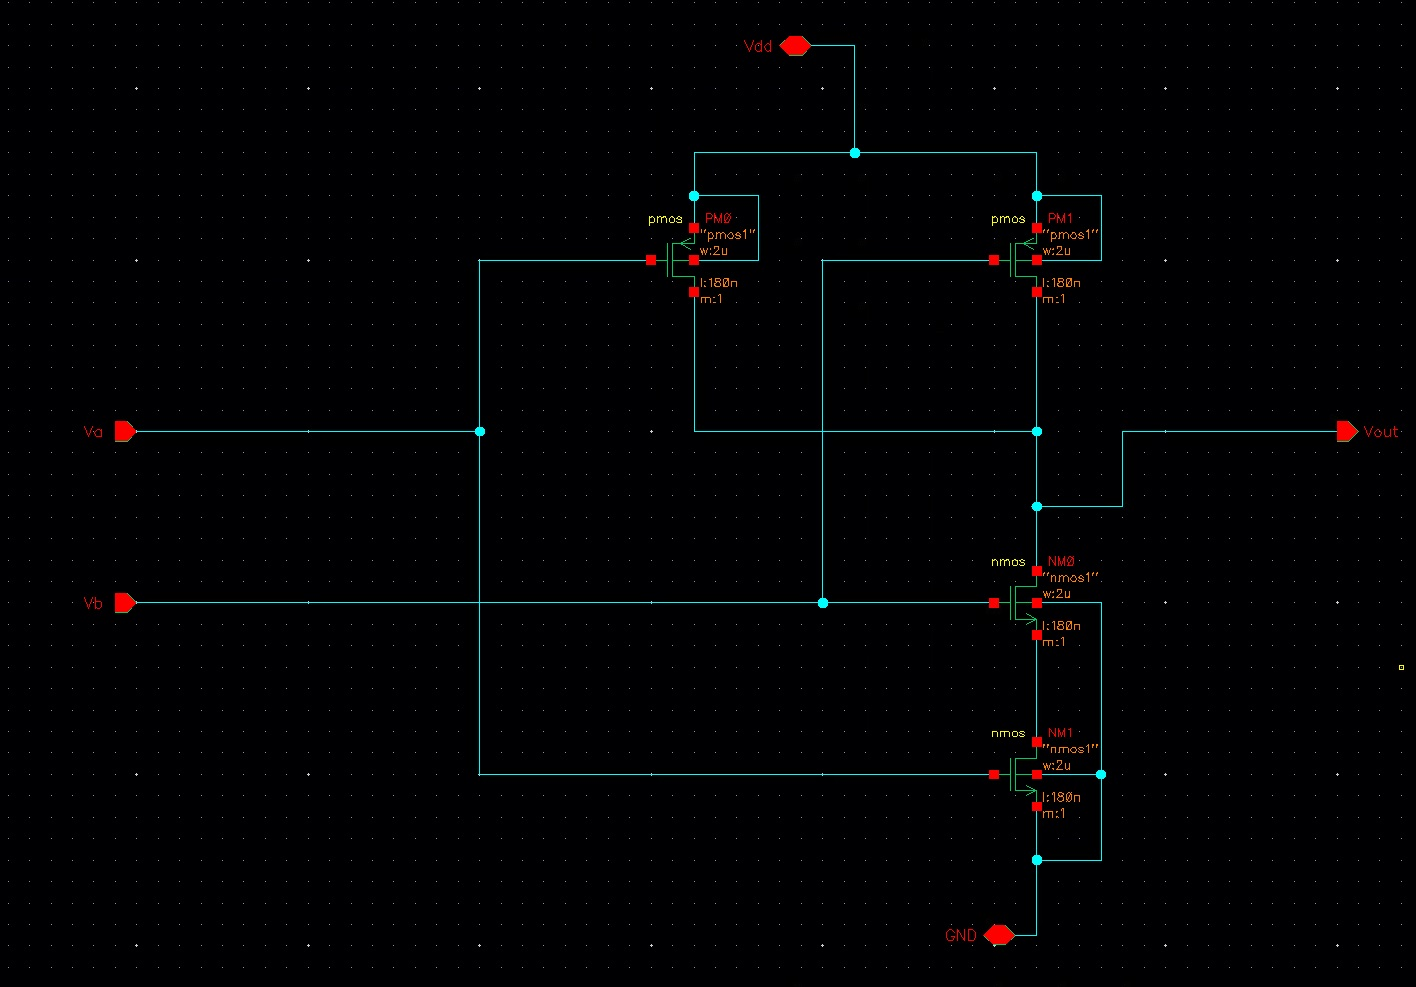 Vdd
pmos PM0
"pmos1"
w:2u
l:180n
m:1
pmos PM1
"pmos1"
w:2u
l:180n
m:1
Va
Vout
Vb
nmos NM0
"nmos1"
w:2u
l:180n
m:1
nmos NM1
"nmos1"
w:2u
l:180n
m:1
GND